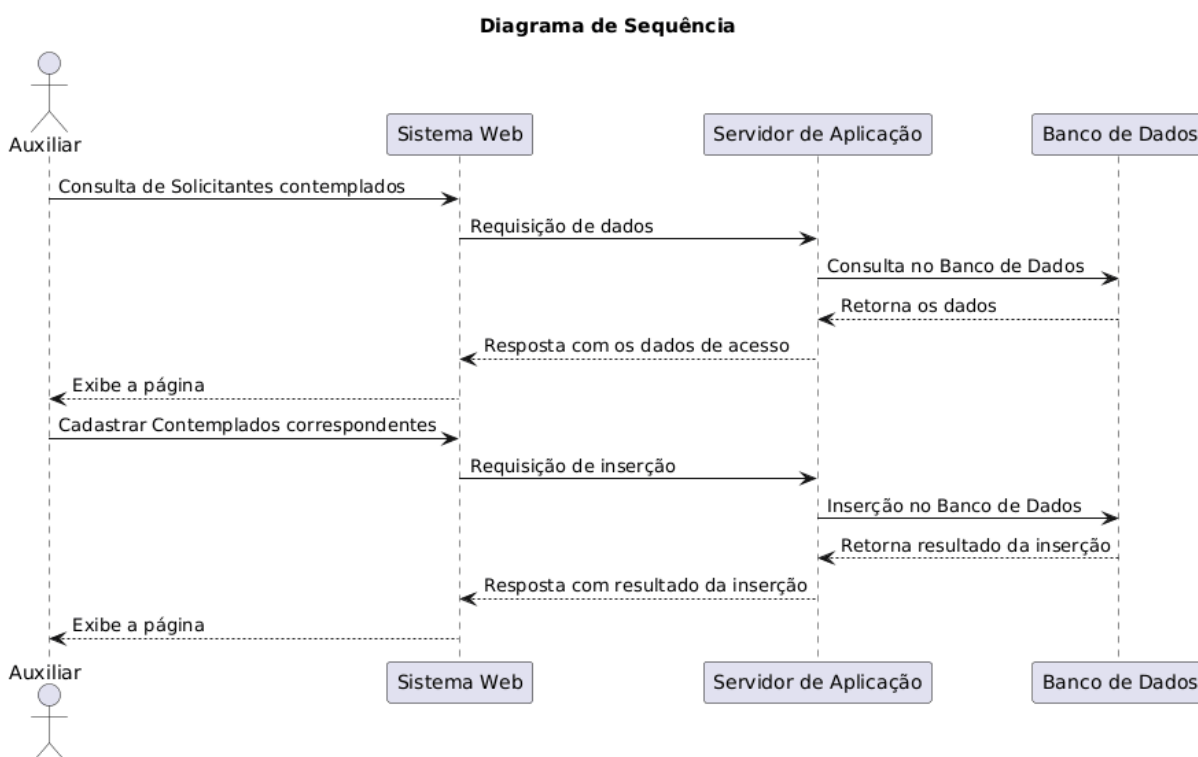 Diagrama de Sequência
Auxiliar
Sistema Web
Servidor de Aplicação
Banco de Dados
Consulta de Solicitantes contemplados
Requisição de dados
Consulta no Banco de Dados
Retorna os dados
Resposta com os dados de acesso
Exibe a página
Cadastrar Contemplados correspondentes
Requisição de inserção
Inserção no Banco de Dados
Retorna resultado da inserção
Resposta com resultado da inserção
Exibe a página
Auxiliar
Sistema Web
Servidor de Aplicação
Banco de Dados